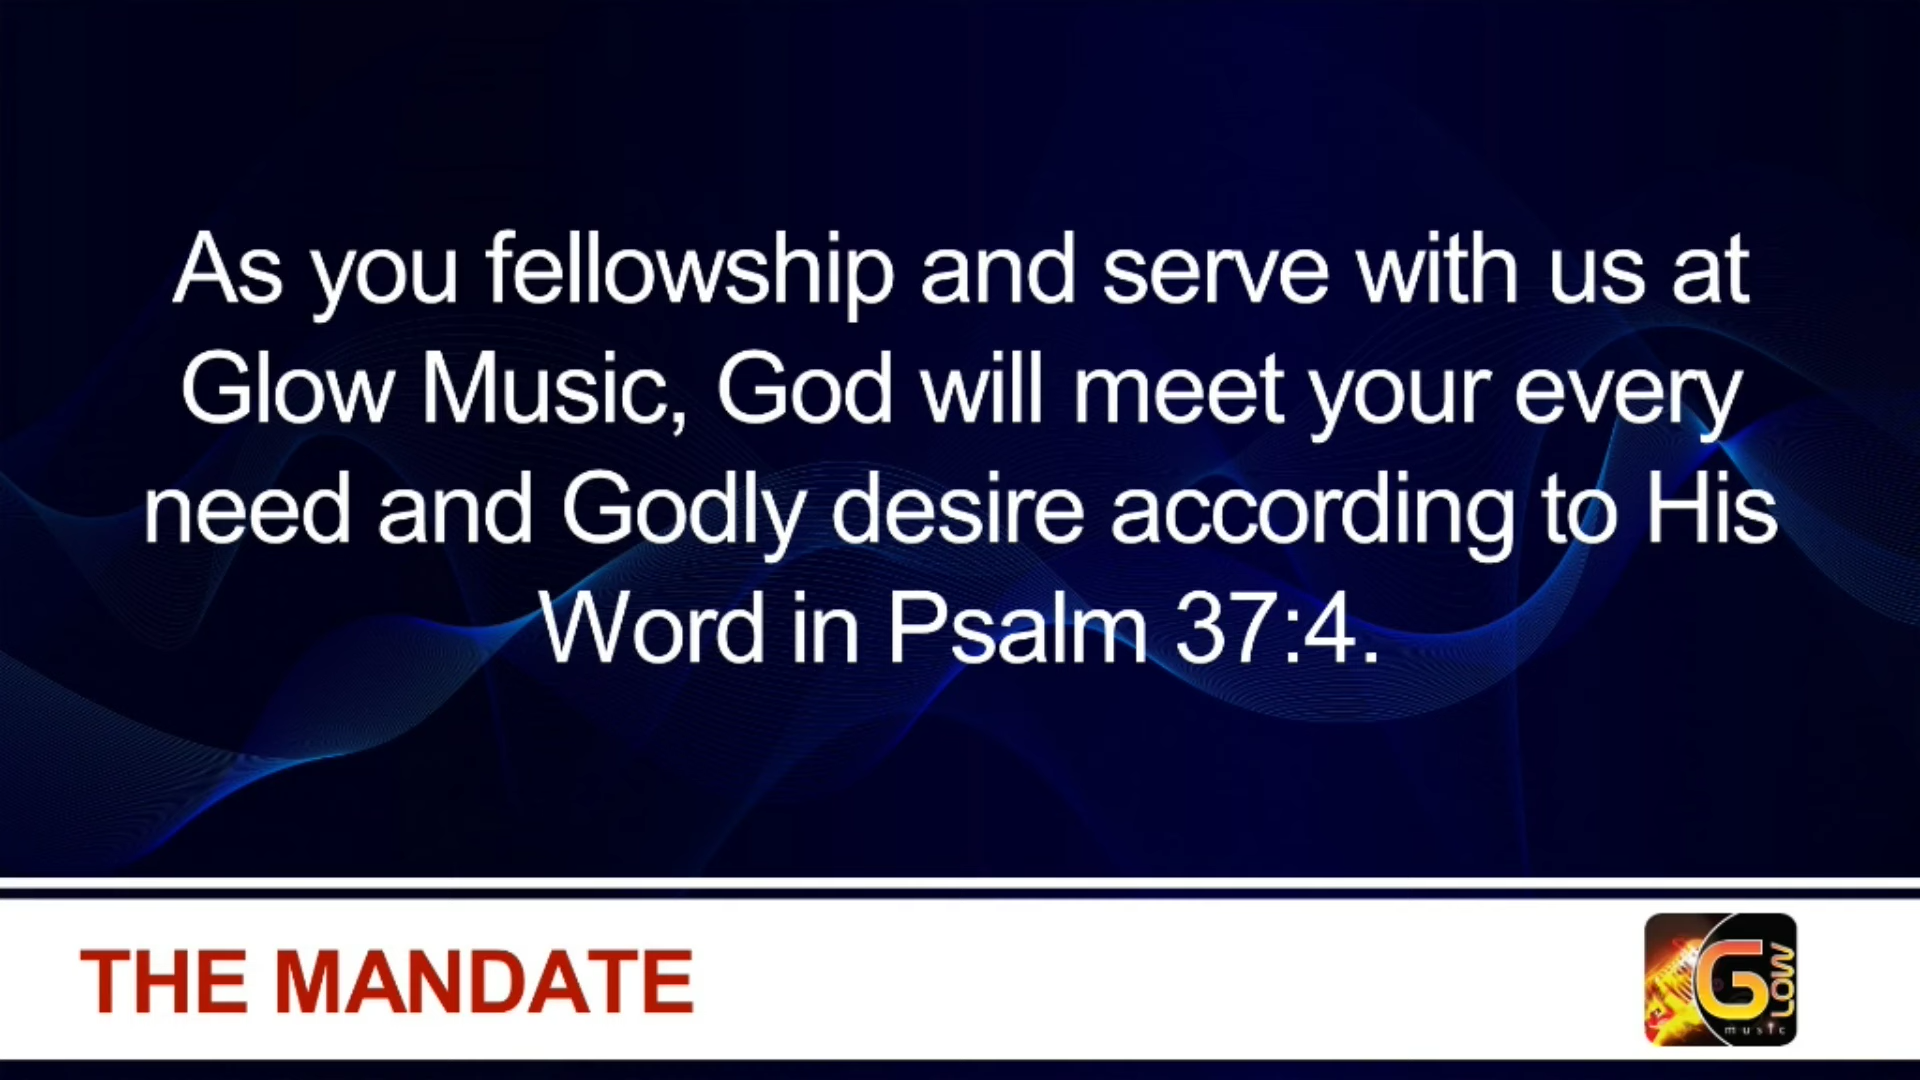 As you fellowship and serve with us at
Glow Music, God will meet your every
need and Godly desire according to His
Word in Psalm 37:4.
THE MANDATE
GLOW
music